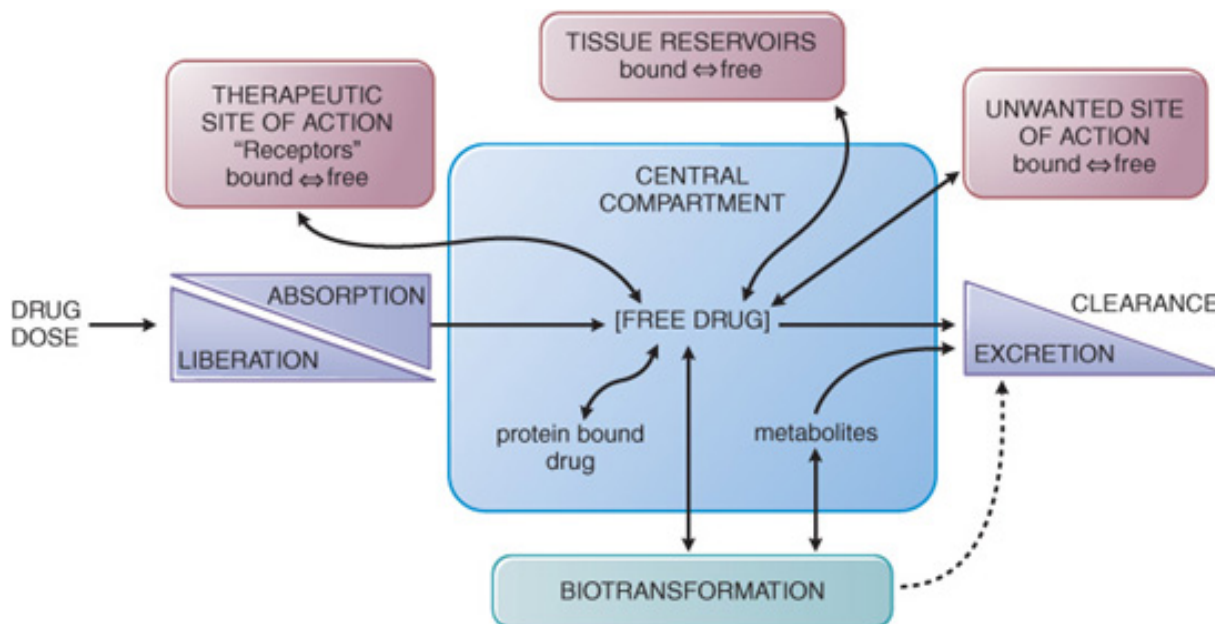 TISSUE RESERVOIRS
bound ⇔ free
THERAPEUTIC
SITE OF ACTION
“Receptors”
bound ⇔ free
UNWANTED SITE
OF ACTION
bound ⇔ free
CENTRAL
COMPARTMENT
DRUG
DOSE
ABSORPTION
LIBERATION
[FREE DRUG]
CLEARANCE
EXCRETION
protein bound
drug
metabolites
BIOTRANSFORMATION